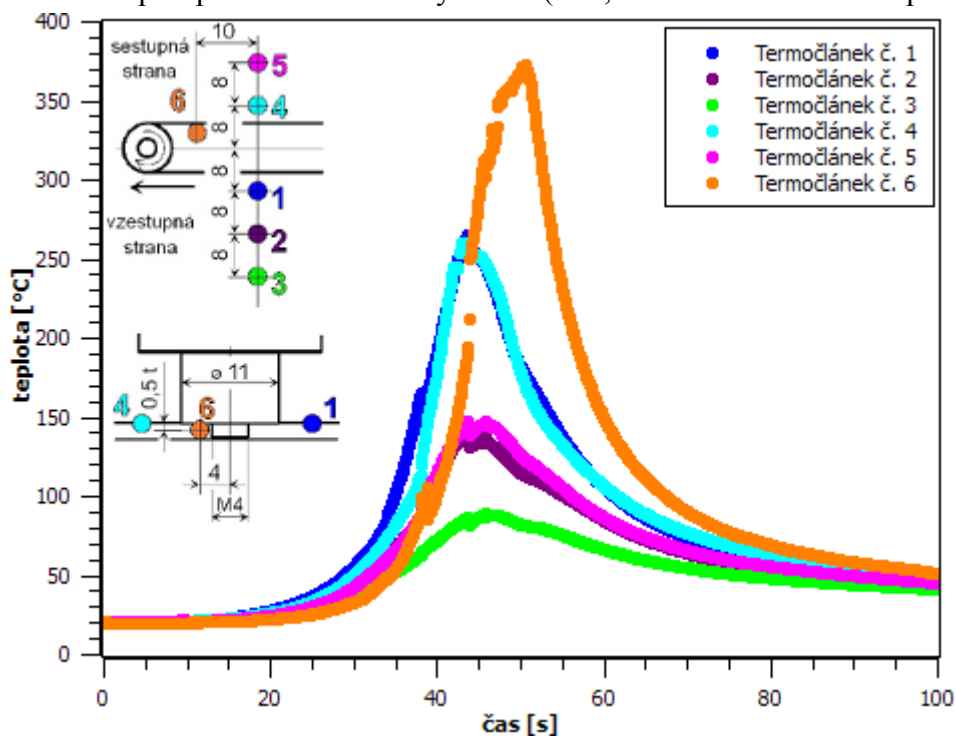 400
350
300
250
200
150
100
50
0
teplota [°C]
0
20
40
60
80
100
čas [s]
Termočlánek č. 1
Termočlánek č. 2
Termočlánek č. 3
Termočlánek č. 4
Termočlánek č. 5
Termočlánek č. 6
10
sestupná
strana
5
8
4
6
8
8
1
vzestupná
strana
8
2
8
3
ø 11
0,5 t
4
6
1
4
M4